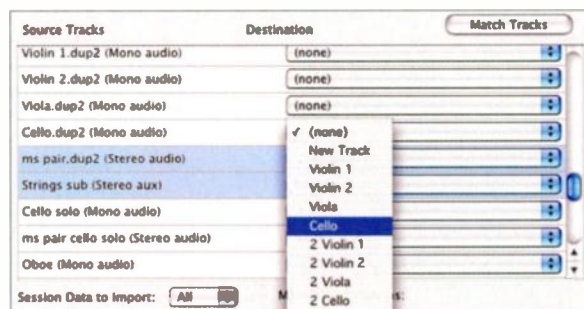 Source Tracks Destination Match Tracks
Violin 1.dup2 (Mono audio) (none)
Violin 2.dup2 (Mono audio) (none)
Viola.dup2 (Mono audio) (none)
Cello.dup2 (Mono audio) ✓ (none)
New Track
ms pair.dup2 (Stereo audio) Violin 1
Strings sub (Stereo aux) Violin 2
Cello solo (Mono audio) Viola
Cello
ms pair cello solo (Stereo audio) 2 Violin 1
Oboe (Mono audio) 2 Violin 2
2 Viola
Session Data to Import: All 2 Cello